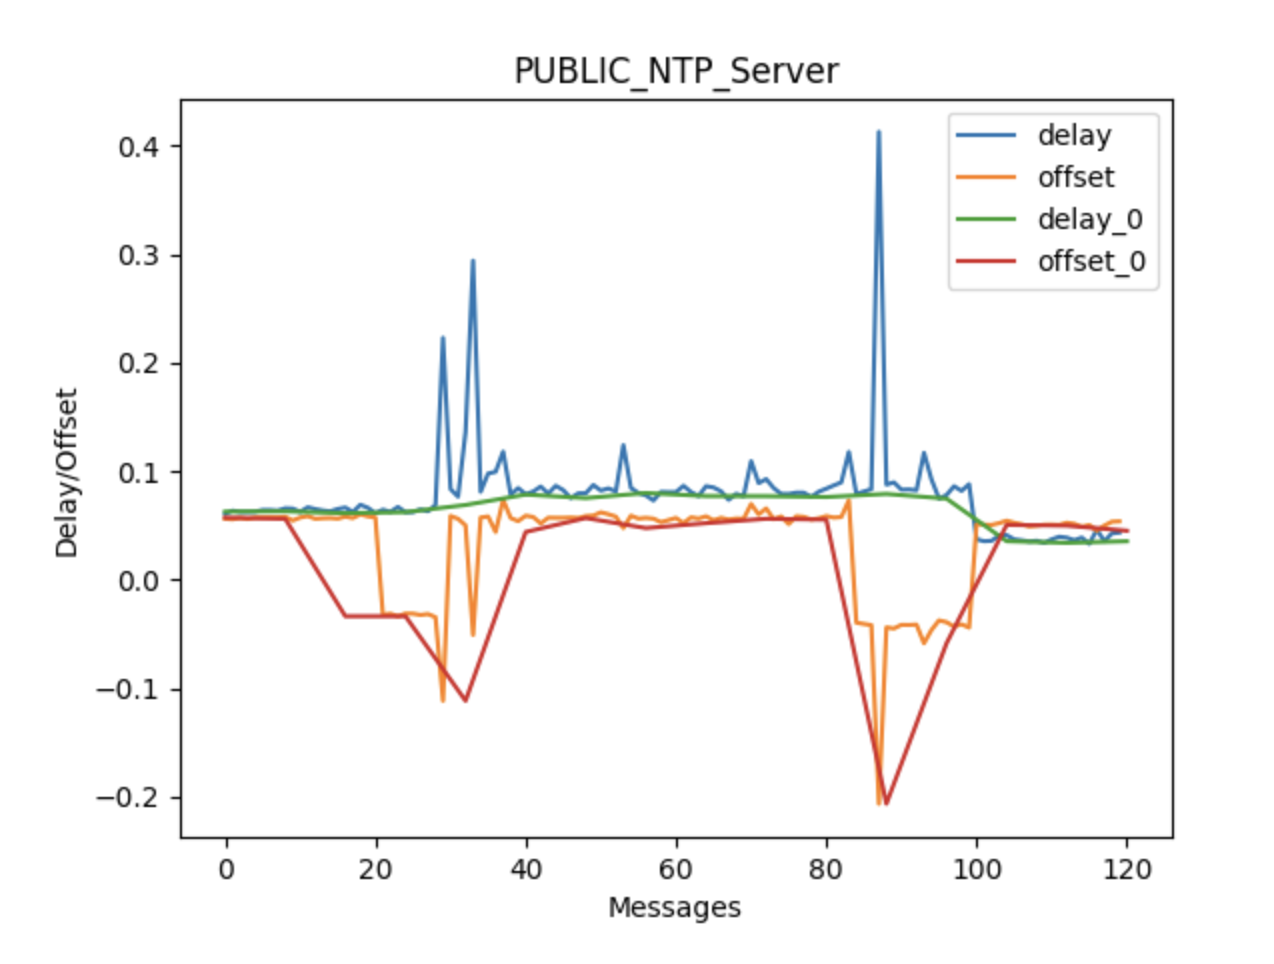 PUBLIC_NTP_Server
delay
offset
delay_0
offset_0
Delay/Offset
0.4
0.3
0.2
0.1
0.0
−0.1
−0.2
0 20 40 60 80 100 120
Messages